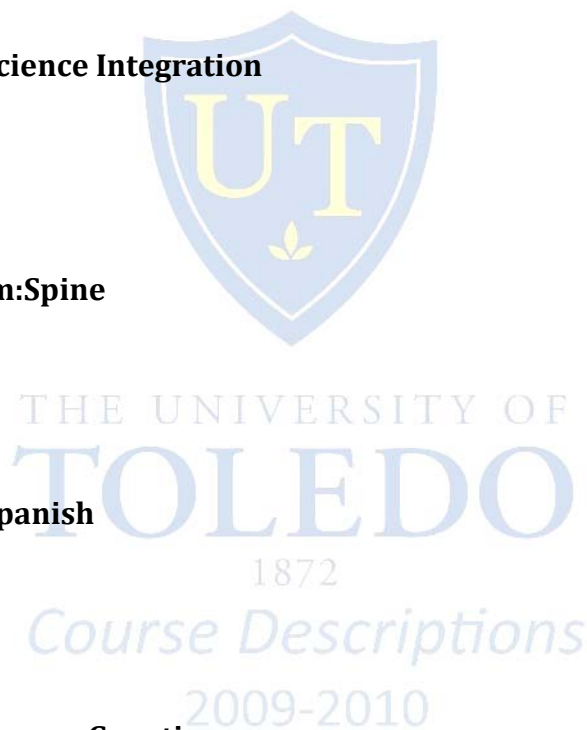 cience Integration
UT
m:Spine
THE UNIVERSITY OF
TOLEDO
panish
1872
Course Descriptions
2009-2010